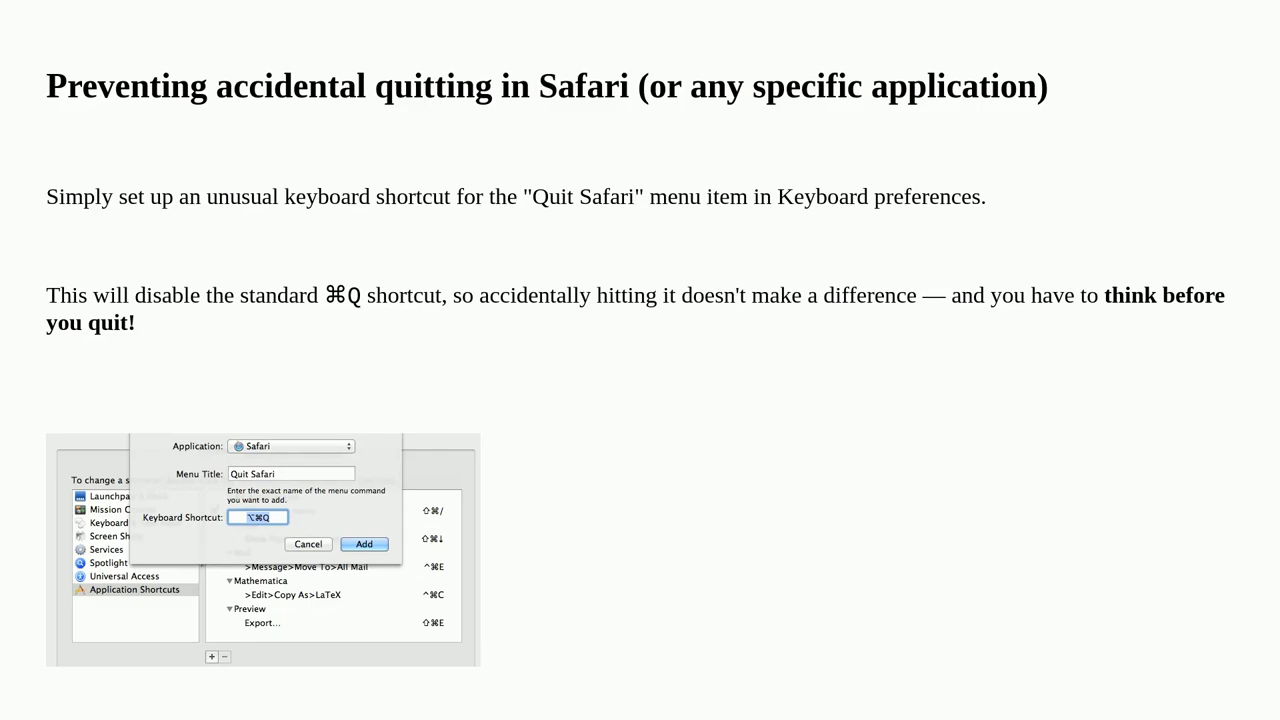 Preventing accidental quitting in Safari (or any specific application)
Simply set up an unusual keyboard shortcut for the "Quit Safari" menu item in Keyboard preferences.
This will disable the standard ⌘Q shortcut, so accidentally hitting it doesn't make a difference — and you have to think before
you quit!
Application: Safari
Menu Title: Quit Safari
Enter the exact name of the menu command
you want to add.
Keyboard Shortcut: ⌥⌘Q
Cancel Add
To change a s
Launchpa
Mission C
Keyboard
Screen Sh
Services
Spotlight
Universal Access
Application Shortcuts
⇧⌘/
⇧⌘↓
>Message>Move To>All Mail ^⌘E
Mathematica
>Edit>Copy As>LaTeX ^⌘C
Preview
Export... ⇧⌘E
+ −